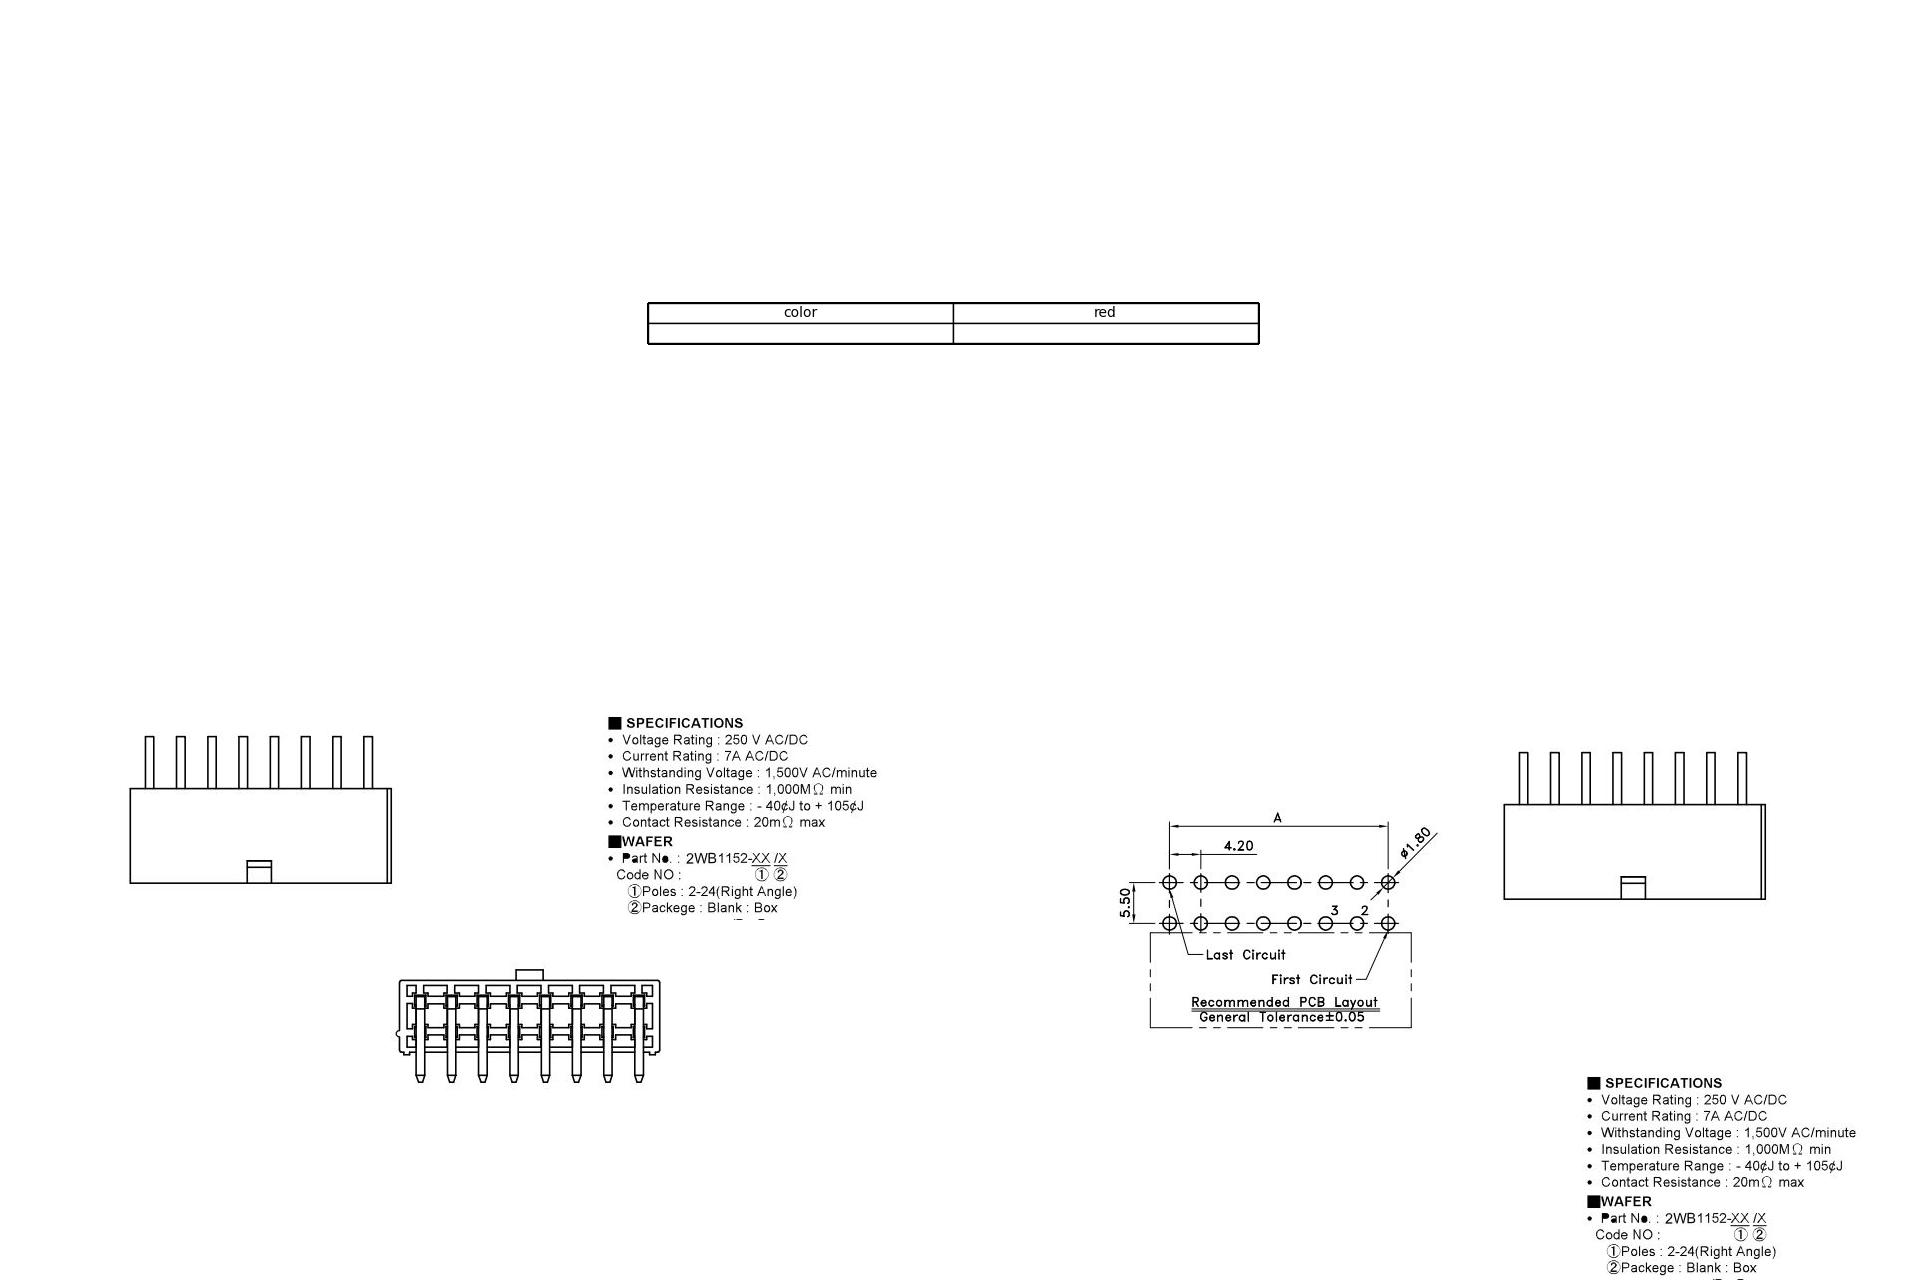 color red
■ SPECIFICATIONS
• Voltage Rating : 250 V AC/DC
• Current Rating : 7A AC/DC
• Withstanding Voltage : 1,500V AC/minute
• Insulation Resistance : 1,000MΩ min
• Temperature Range : - 40¢J to + 105¢J
• Contact Resistance : 20mΩ max
■WAFER
• Part No. : 2WB1152-XX /X
Code NO : ① ②
①Poles : 2-24(Right Angle)
②Packege : Blank : Box
A
4.20
ø1.80
5.50
3 2
Last Circuit
First Circuit
Recommended PCB Layout
General Tolerance±0.05
■ SPECIFICATIONS
• Voltage Rating : 250 V AC/DC
• Current Rating : 7A AC/DC
• Withstanding Voltage : 1,500V AC/minute
• Insulation Resistance : 1,000MΩ min
• Temperature Range : - 40¢J to + 105¢J
• Contact Resistance : 20mΩ max
■WAFER
• Part No. : 2WB1152-XX /X
Code NO : ① ②
①Poles : 2-24(Right Angle)
②Packege : Blank : Box